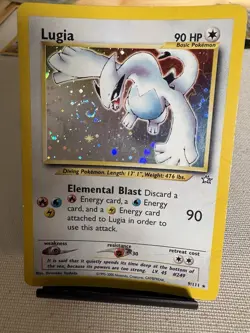 Lugia 90 HP
Basic Pokémon
Diving Pokémon. Length: 17' 1", Weight: 476 lbs.
Elemental Blast Discard a
Energy card, a Energy
card, and a Energy card
attached to Lugia in order to
use this attack.
90
weakness resistance retreat cost
-30
It is said that it quietly spends its time deep at the bottom of
the sea, because its powers are too strong. LV. 45 #249
9/111